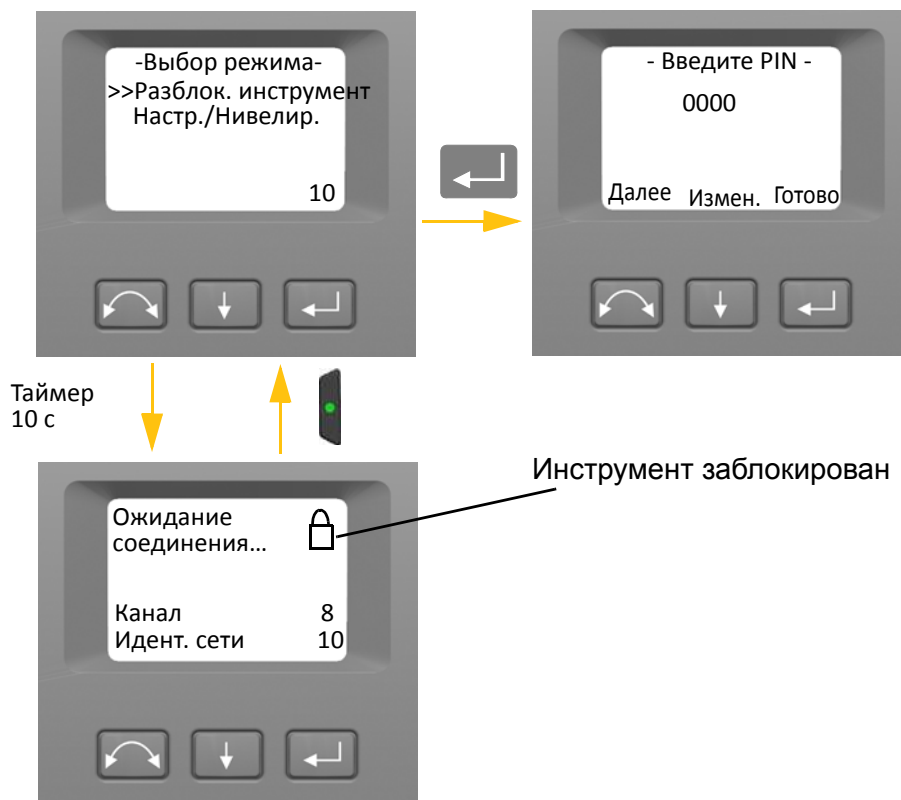 -Выбор режима-
>>Разблок. инструмент
Настр./Нивелир.
10
- Введите PIN -
0000
Далее Измен. Готово
Таймер
10 с
Инструмент заблокирован
Ожидание
соединения...
Канал 8
Идент. сети 10